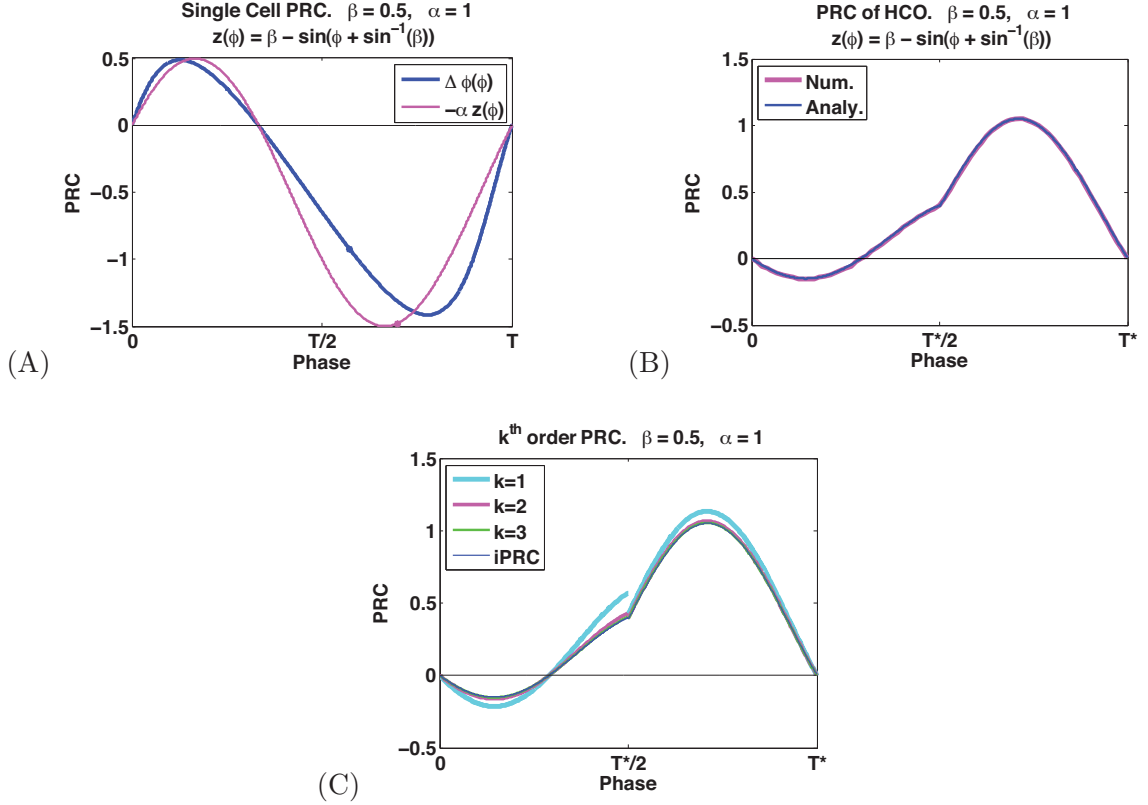 Single Cell PRC. β = 0.5, α = 1
z(ϕ) = β − sin(ϕ + sin⁻¹(β))
0.5
0
−0.5
−1
−1.5
PRC
Δ ϕ(ϕ)
−α z(ϕ)
0
T/2
T
Phase
(A)
PRC of HCO. β = 0.5, α = 1
z(ϕ) = β − sin(ϕ + sin⁻¹(β))
1.5
1
0.5
0
−0.5
PRC
Num.
Analy.
0
T*/2
T*
Phase
(B)
kᵗʰ order PRC. β = 0.5, α = 1
1.5
1
0.5
0
−0.5
PRC
k=1
k=2
k=3
iPRC
0
T*/2
T*
Phase
(C)